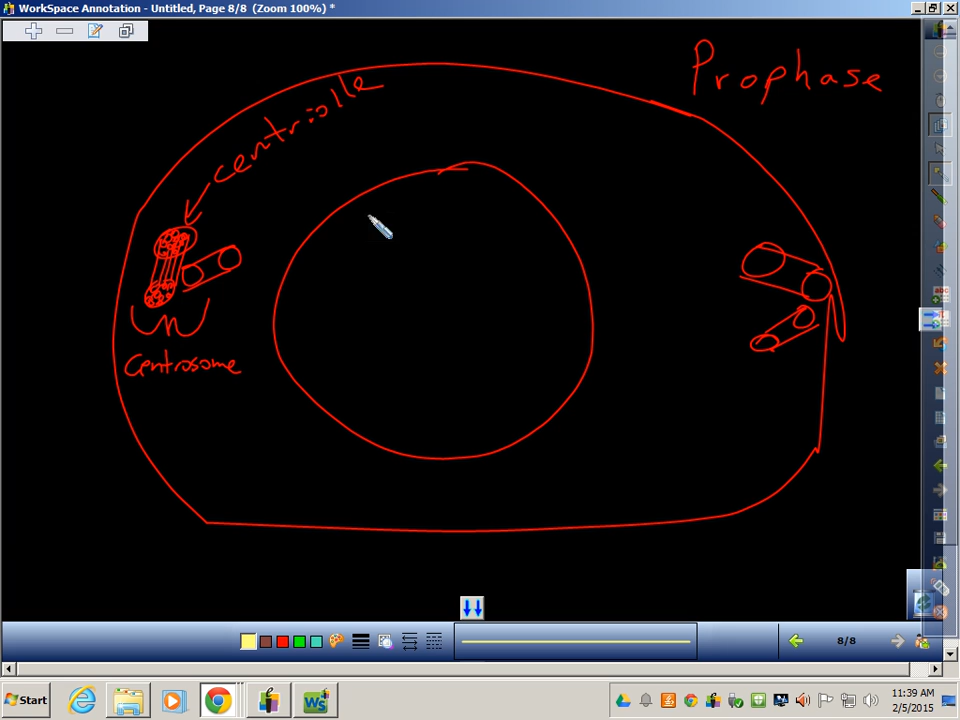 WorkSpace Annotation - Untitled, Page 8/8 (Zoom 100%) *
Prophase
centriolle
Centrosome
8/8
Start
11:39 AM
2/5/2015